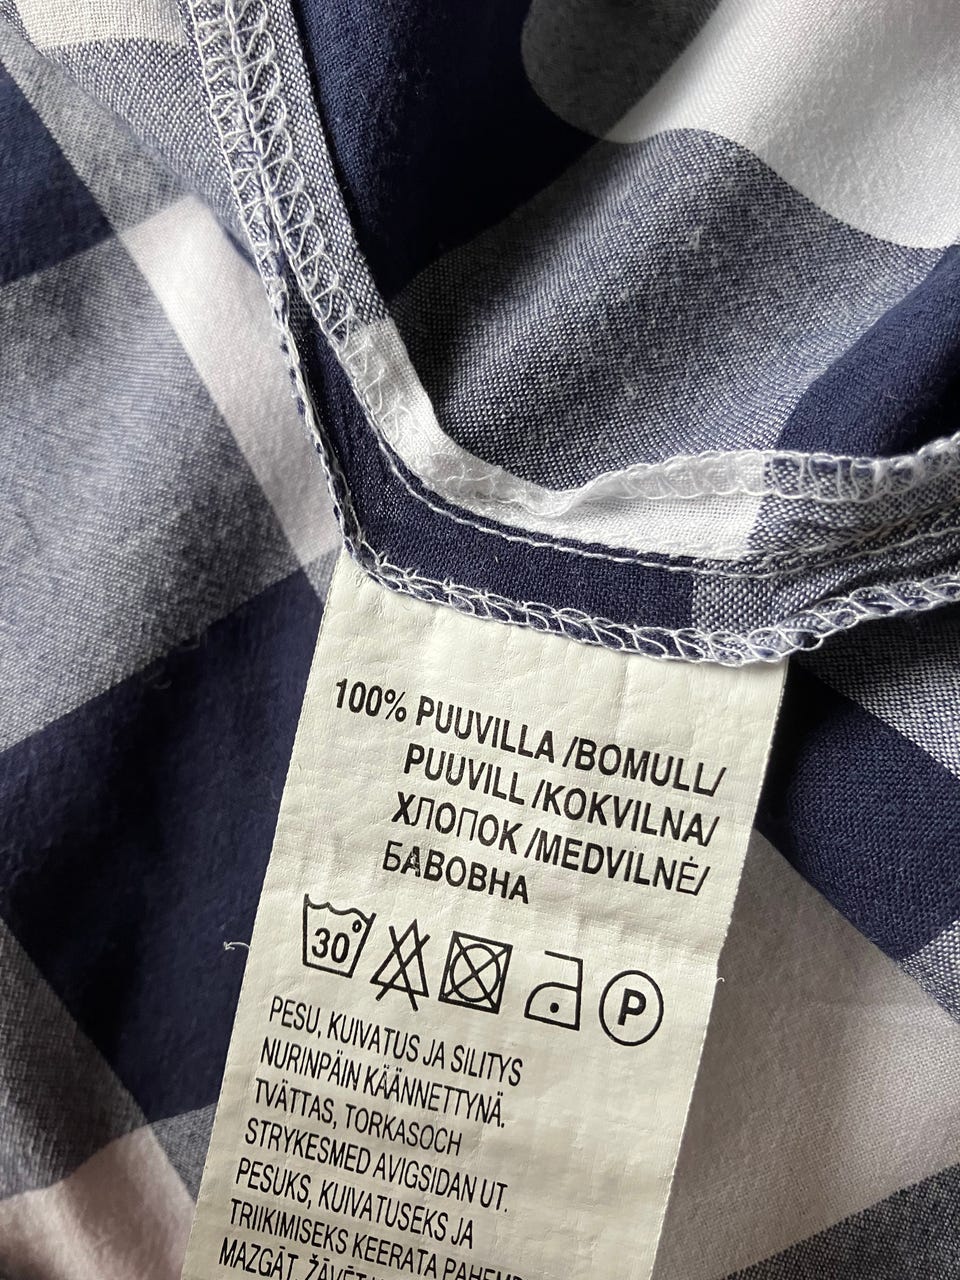 100% PUUVILLA /BOMULL/
PUUVILL /KOKVILNA/
ХЛОПОК /MEDVILNĖ/
БАВОВНА
30°
P
PESU, KUIVATUS JA SILITYS
NURINPÄIN KÄÄNNETTYNÄ.
TVÄTTAS, TORKASOCH
STRYKESMED AVIGSIDAN UT.
PESUKS, KUIVATUSEKS JA
TRIIKIMISEKS KEERATA
MAZGĀT,